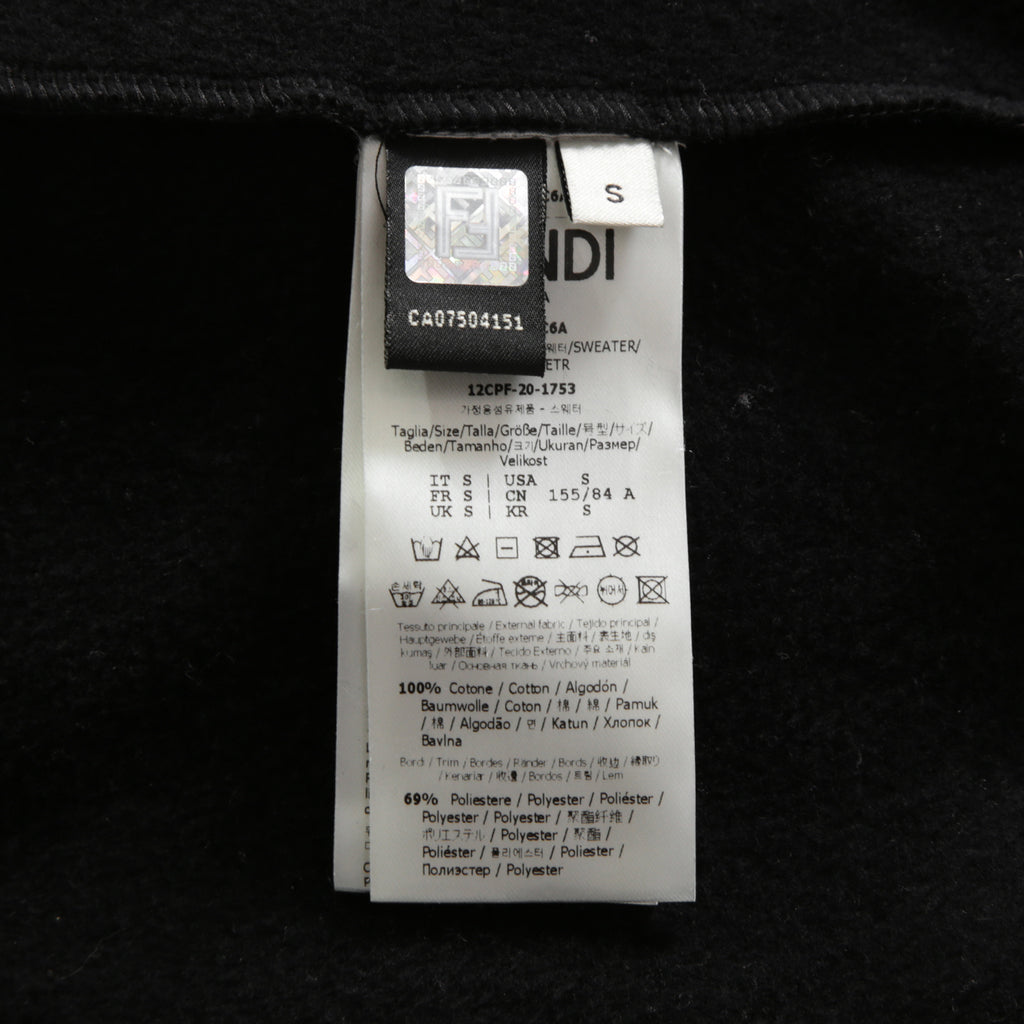 S
NDI
CA07504151
C6A
웨터/SWEATER/
ETR
12CPF-20-1753
가정용섬유제품 - 스웨터
Taglia/Size/Talla/Größe/Taille/号型/サイズ/
Beden/Tamanho/크기/Ukuran/Размер/
Velikost
IT S | USA S
FR S | CN 155/84 A
UK S | KR S
손세탁
Tessuto principale / External fabric / Tejido principal /
Hauptgewebe / Étoffe externe / 主面料 / 表生地 / dış
kumaş / 外部面料 / Tecido Externo / 주요 소재 / kain
luar / Основная ткань / Vrchový materiál
100% Cotone / Cotton / Algodón /
Baumwolle / Coton / 棉 / 綿 / Pamuk
/ 棉 / Algodão / 면 / Katun / Хлопок /
Bavlna
Bordi / Trim / Bordes / Ränder / Bords / 收边 / 縁取り
/ Kenarlar / 收邊 / Bordos / 트림 / Lem
69% Poliestere / Polyester / Poliéster /
Polyester / Polyester / 聚酯纤维 /
ポリエステル / Polyester / 聚酯 /
Poliéster / 폴리에스터 / Poliester /
Полиэстер / Polyester